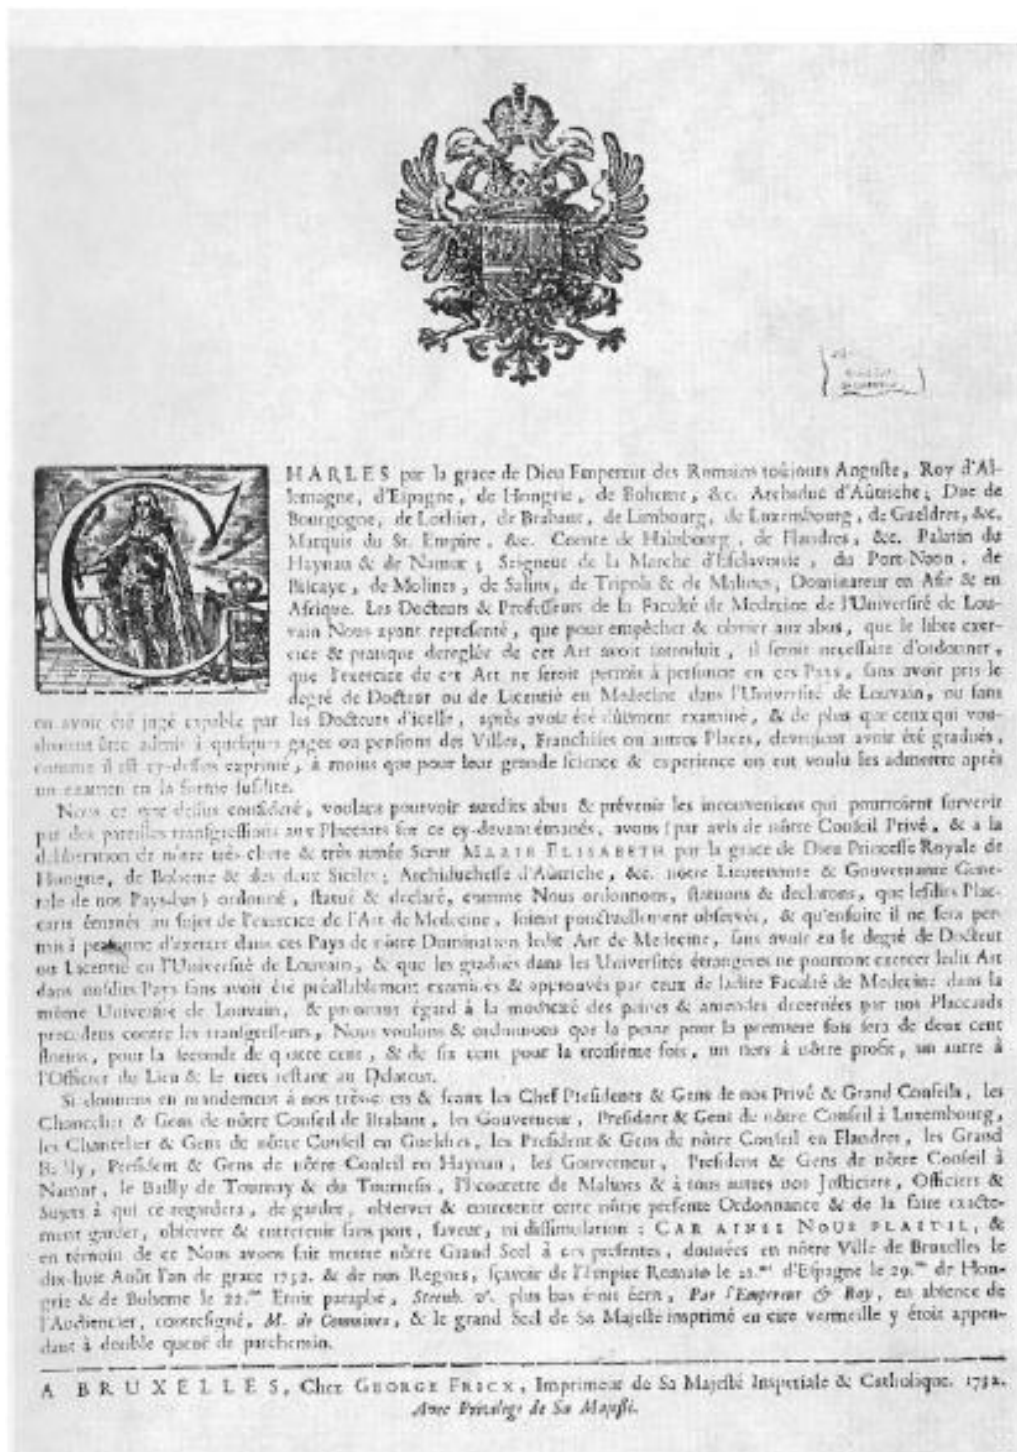 CHARLES par la grace de Dieu Empereur des Romains toûjours Auguste, Roy d'Al-
lemagne, d'Espagne, de Hongrie, de Boheme, &c. Archiduc d'Aûtriche; Duc de
Bourgogne, de Lothier, de Brabant, de Limbourg, de Luxembourg, de Gueldres, &c.
Marquis du St. Empire, &c. Comte de Habsbourg, de Flandres, &c. Palatin du
Haynau & de Namur; Seigneur de la Marche d'Esclavonie, du Port-Naon, de
Biscaye, de Molines, de Salins, de Tripoli & de Malines, Dominateur en Asie & en
Afrique. Les Docteurs & Professeurs de la Faculté de Medecine de l'Université de Lou-
vain Nous ayant representé, que pour empêcher & obvier aux abus, que le libre exer-
cice & pratique dereglée de cet Art avoit introduit, il seroit necessaire d'ordonner,
que l'exercice de cet Art ne seroit permis à personne en ces Pays, sans avoir pris le
degré de Docteur ou de Licentié en Medecine dans l'Université de Louvain, ou sans
en avoir été jugé capable par les Docteurs d'icelle, après avoir été dûëment examiné, & de plus que ceux qui vou-
droient être admis à quelques gages ou pensions des Villes, Franchises ou autres Places, devroient avoir été gradués,
comme il est cy-dessus exprimé, à moins que pour leur grande science & experience on eut voulu les admettre après
un examen en la forme susdite.
Nous ce que dessus consideré, voulans pourvoir ausdits abus & prévenir les inconveniens qui pourroient survenir
par des pareilles transgressions aux Placcarts sur ce cy-devant émanés, avons (par avis de nôtre Conseil Privé, & a la
déliberation de nôtre très-chere & très aimée Sœur MARIE ELISABETH par la grace de Dieu Princesse Royale de
Hongrie, de Boheme & des deux Siciles; Archiduchesse d'Aûtriche, &c. nôtre Lieutenante & Gouvernante Gene-
rale de nos Pays-bas) ordonné, statué & declaré, comme Nous ordonnons, statuons & declarons, que lesdits Plac-
carts émanés au sujet de l'exercice de l'Art de Medecine, soient ponctuellement observés, & qu'ensuite il ne sera per-
mis à personne d'exercer dans ces Pays de nôtre Domination ledit Art de Medecine, sans avoir eu le degré de Docteur
ou Licentié en l'Université de Louvain, & que les gradués dans les Universités étrangeres ne pourront exercer ledit Art
dans nosdits Pays sans avoir été préallablement examinés & approuvés par ceux de ladite Faculté de Medecine dans la
même Université de Louvain, & prennant égard à la modicité des peines & amendes decernées par nos Placcards
precedens contre les transgresseurs, Nous voulons & ordonnons que la peine pour la premiere fois sera de deux cent
florins, pour la seconde de quatre cent, & de six cent pour la troisiéme fois, un tiers à nôtre profit, un autre à
l'Officier du Lieu & le tiers restant au Delateur.
Si donnons en mandement à nos & feaux les Chef Presidents & Gens de nos Privé & Grand Conseils, les
Chancelier & Gens de nôtre Conseil de Brabant, les Gouverneur, President & Gens de nôtre Conseil à Luxembourg,
les Chancelier & Gens de nôtre Conseil en Gueldres, les President & Gens de nôtre Conseil en Flandres, les Grand
Bailly, President & Gens de nôtre Conseil en Haynau, les Gouverneur, President & Gens de nôtre Conseil à
Namur, le Bailly de Tournay & du Tournesis, l'Escoutette de Malines & à tous autres nos Justiciers, Officiers &
Sujets à qui ce regardera, de garder, observer & entretenir cette nôtre presente Ordonnance & de la faire exacte-
ment garder, observer & entretenir sans port, faveur, ni dissimulation: CAR AINSI NOUS PLAIT-IL, &
en témoin de ce Nous avons fait mettre nôtre Grand Seel à ces presentes, données en nôtre Ville de Bruxelles le
dix-huit Août l'an de grace 1732. & de nos Regnes, sçavoir de l'Empire Romain le d'Espagne le 29.me de Hon-
grie & de Boheme le 22.me Etoit paraphé, Steenh. vt. plus bas étoit écrit, Par l'Empereur & Roy, en absence de
l'Audiencier, contresigné, M. de Commines, & le grand Seel de Sa Majesté imprimé en cire vermeille y étoit appen-
dant à double queuë de parchemin.
A BRUXELLES, Chez GEORGE FRICX, Imprimeur de Sa Majesté Imperiale & Catholique. 1732.
Avec Privilege de Sa Majesté.